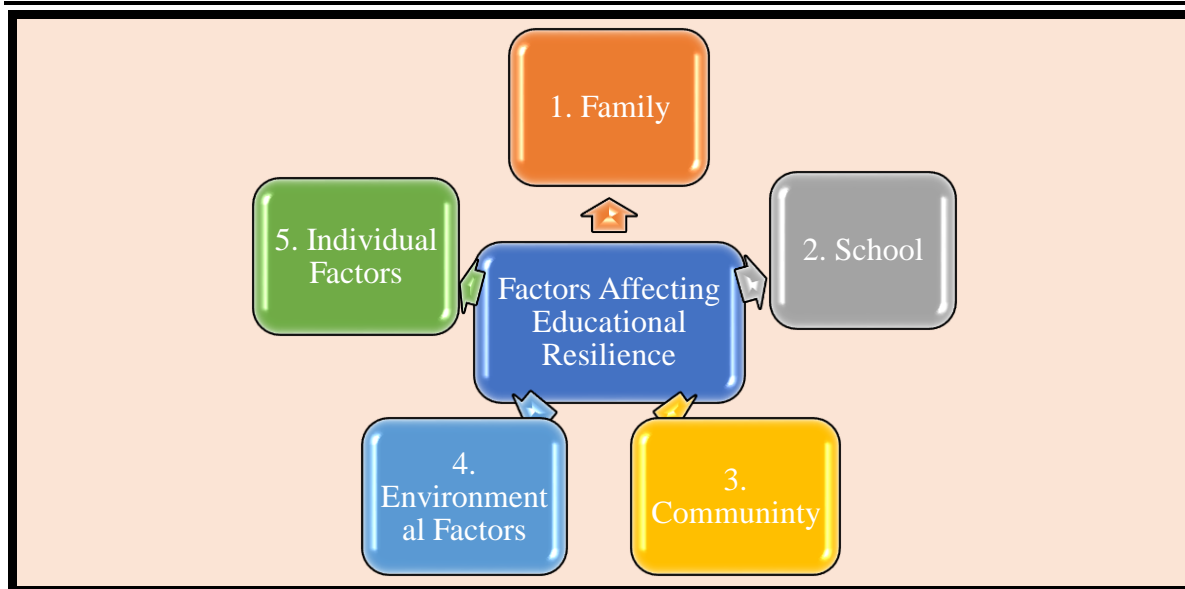 1. Family
2. School
3.
Communinty
4.
Environment
al Factors
5. Individual
Factors
Factors Affecting
Educational
Resilience